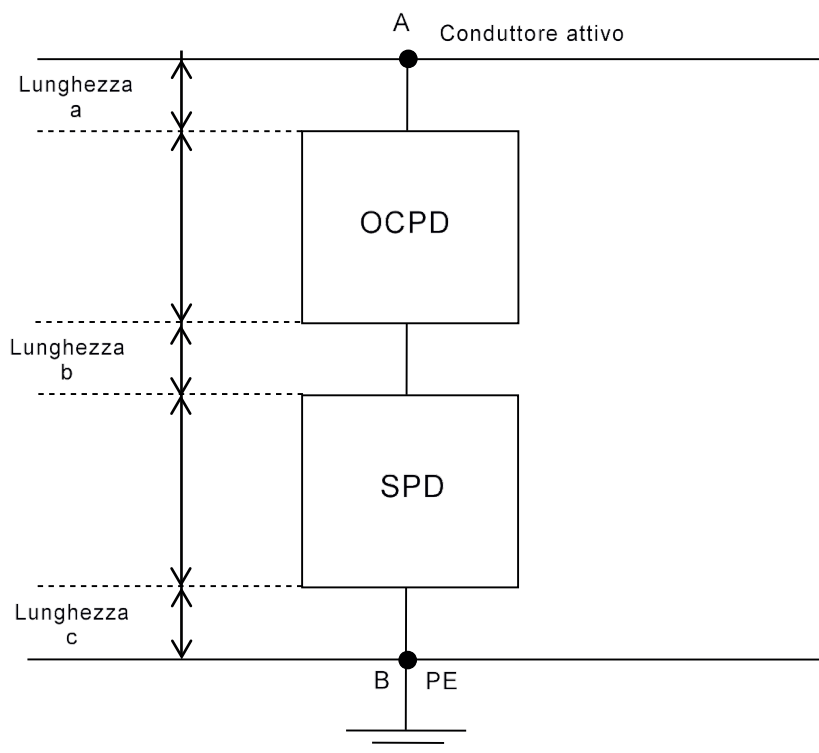 A
Conduttore attivo
Lunghezza
a
OCPD
Lunghezza
b
SPD
Lunghezza
c
B
PE